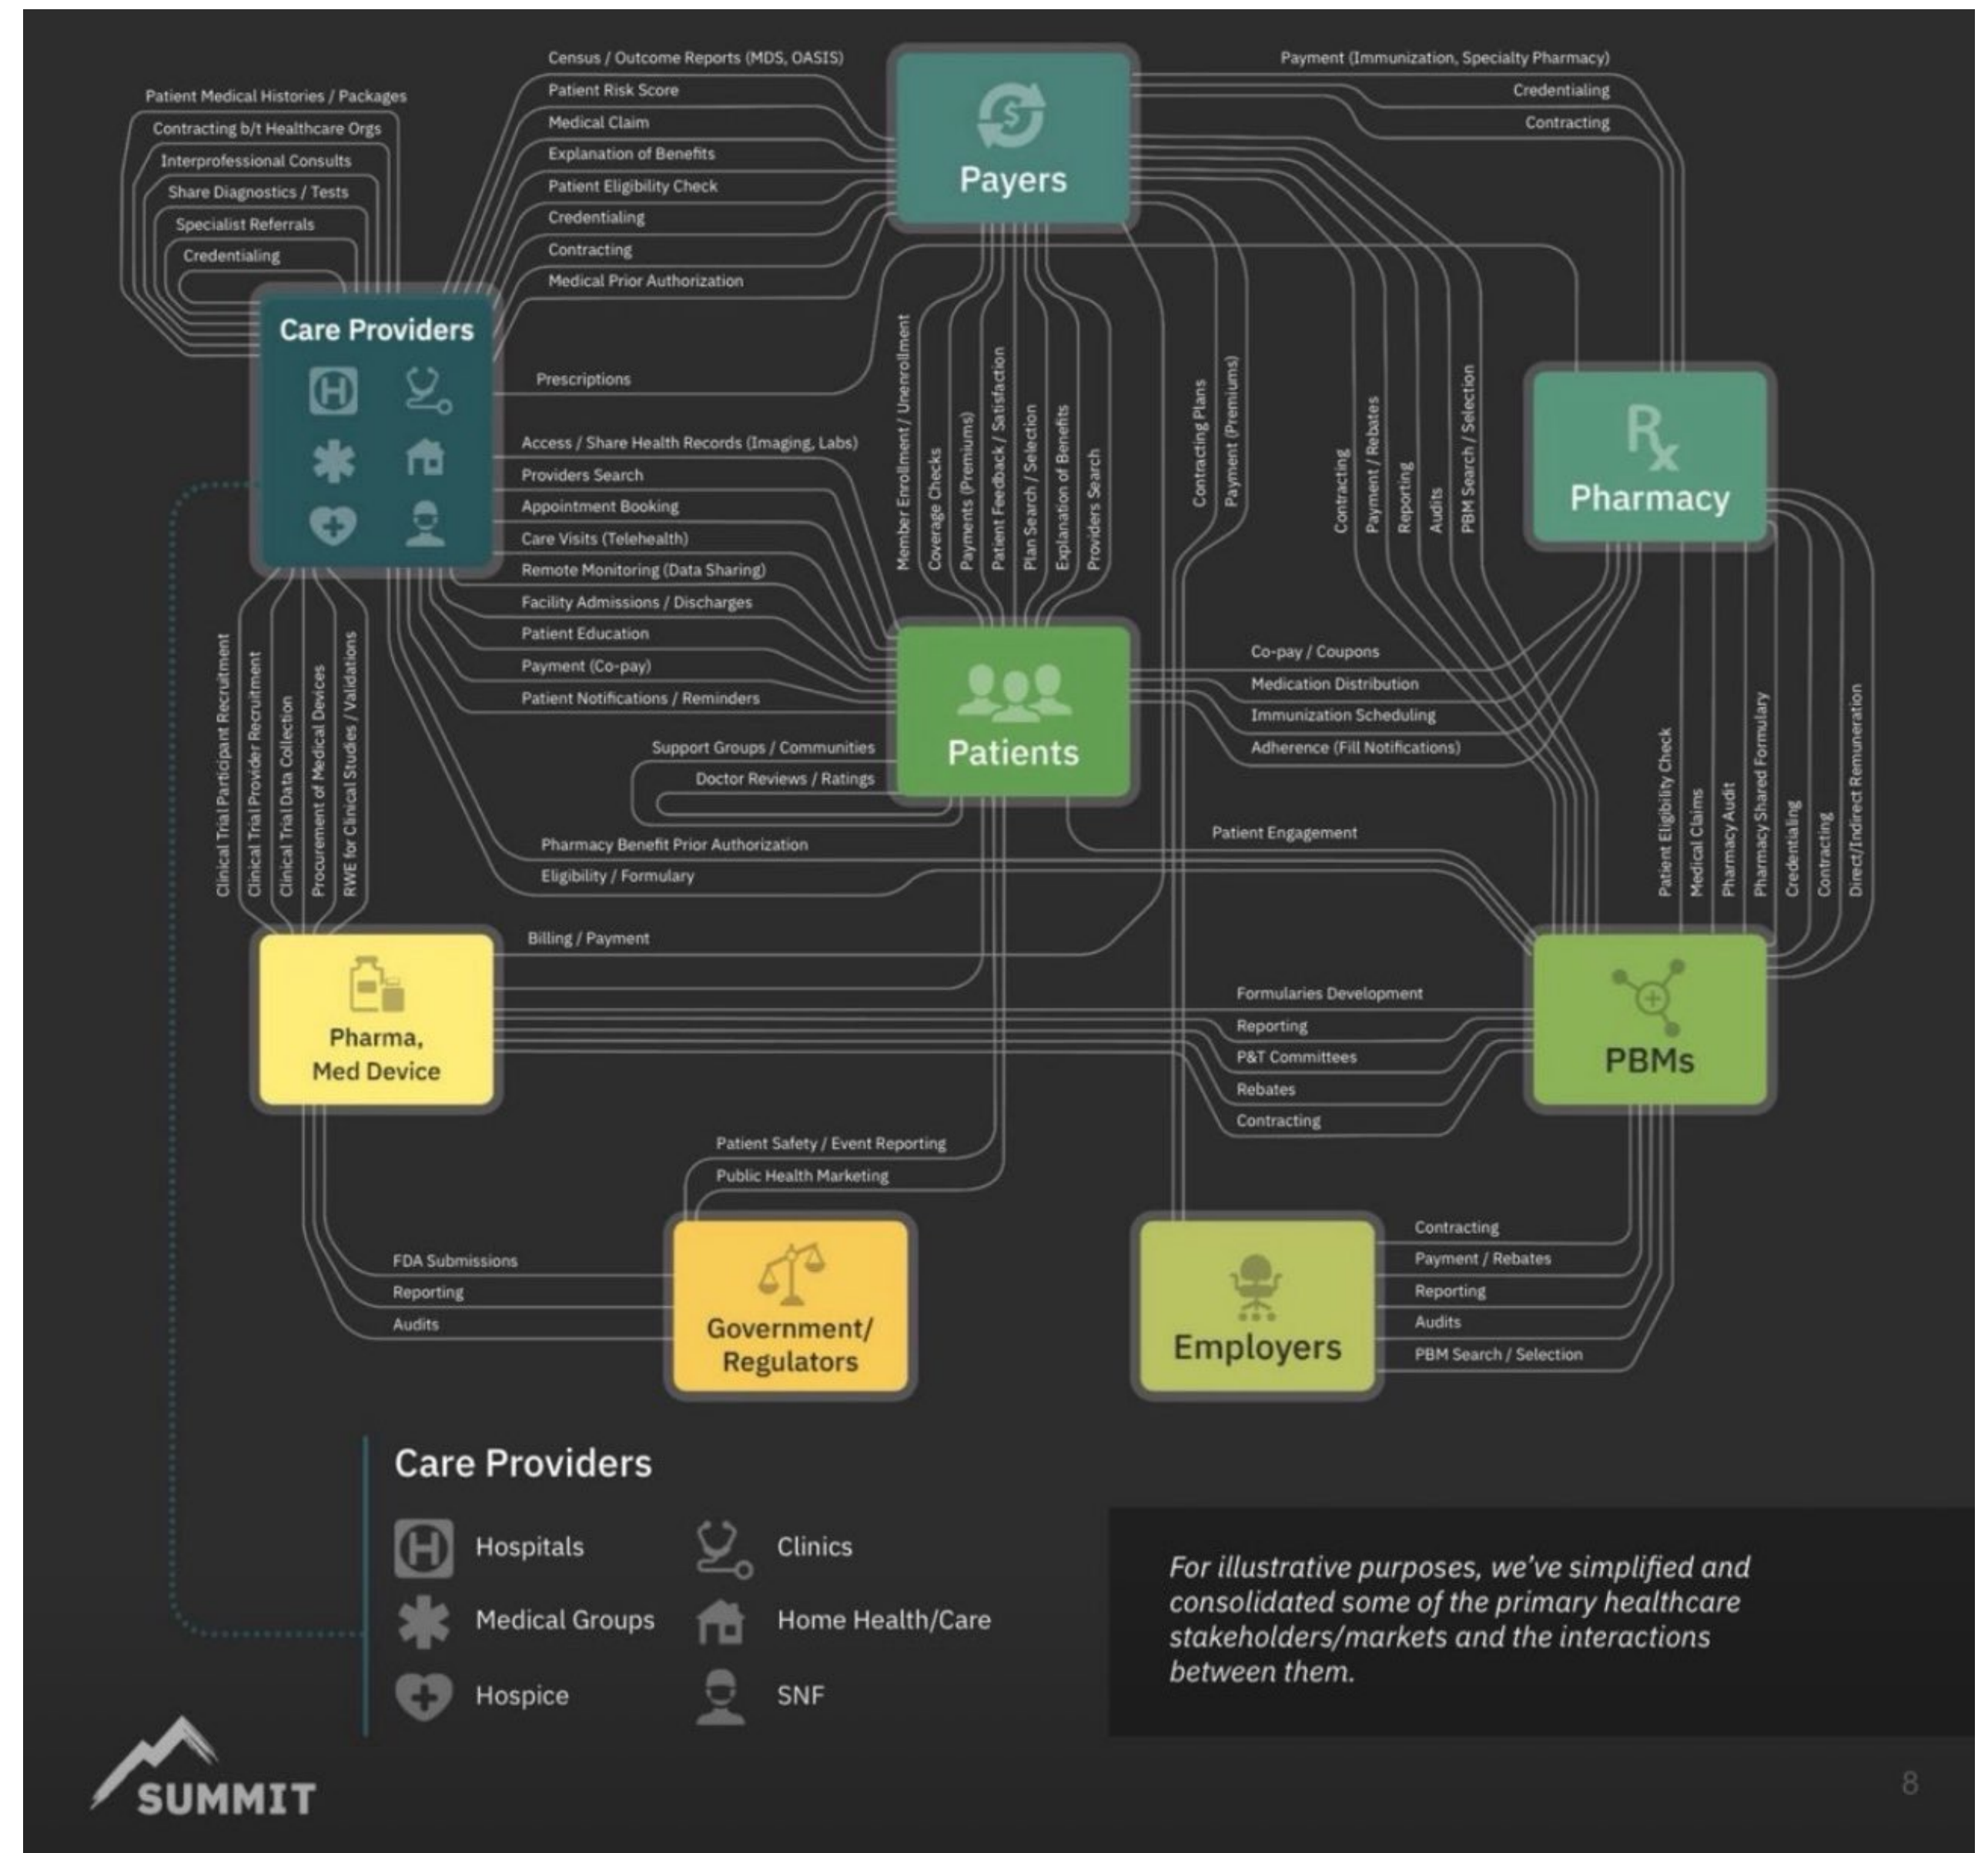 Census / Outcome Reports (MDS, OASIS)
Patient Risk Score
Medical Claim
Explanation of Benefits
Patient Eligibility Check
Credentialing
Contracting
Medical Prior Authorization
Payers
$
Payment (Immunization, Specialty Pharmacy)
Credentialing
Contracting
Patient Medical Histories / Packages
Contracting b/t Healthcare Orgs
Interprofessional Consults
Share Diagnostics / Tests
Specialist Referrals
Credentialing
Care Providers
H
Prescriptions
Access / Share Health Records (Imaging, Labs)
Providers Search
Appointment Booking
Care Visits (Telehealth)
Remote Monitoring (Data Sharing)
Facility Admissions / Discharges
Patient Education
Payment (Co-pay)
Patient Notifications / Reminders
Member Enrollment / Unenrollment
Coverage Checks
Payments (Premiums)
Patient Feedback / Satisfaction
Plan Search / Selection
Explanation of Benefits
Providers Search
Contracting Plans
Payment (Premiums)
Contracting
Payment / Rebates
Reporting
Audits
PBM Search / Selection
Rx
Pharmacy
Clinical Trial Participant Recruitment
Clinical Trial Provider Recruitment
Clinical Trial Data Collection
Procurement of Medical Devices
RWE for Clinical Studies / Validations
Patients
Support Groups / Communities
Doctor Reviews / Ratings
Co-pay / Coupons
Medication Distribution
Immunization Scheduling
Adherence (Fill Notifications)
Patient Eligibility Check
Medical Claims
Pharmacy Audit
Pharmacy Shared Formulary
Credentialing
Contracting
Direct/Indirect Remuneration
Pharmacy Benefit Prior Authorization
Eligibility / Formulary
Patient Engagement
Billing / Payment
Pharma,
Med Device
Formularies Development
Reporting
P&T Committees
Rebates
Contracting
PBMs
Patient Safety / Event Reporting
Public Health Marketing
FDA Submissions
Reporting
Audits
Government/
Regulators
Employers
Contracting
Payment / Rebates
Reporting
Audits
PBM Search / Selection
Care Providers
H
Hospitals
Clinics
Medical Groups
Home Health/Care
Hospice
SNF
For illustrative purposes, we've simplified and
consolidated some of the primary healthcare
stakeholders/markets and the interactions
between them.
SUMMIT
8